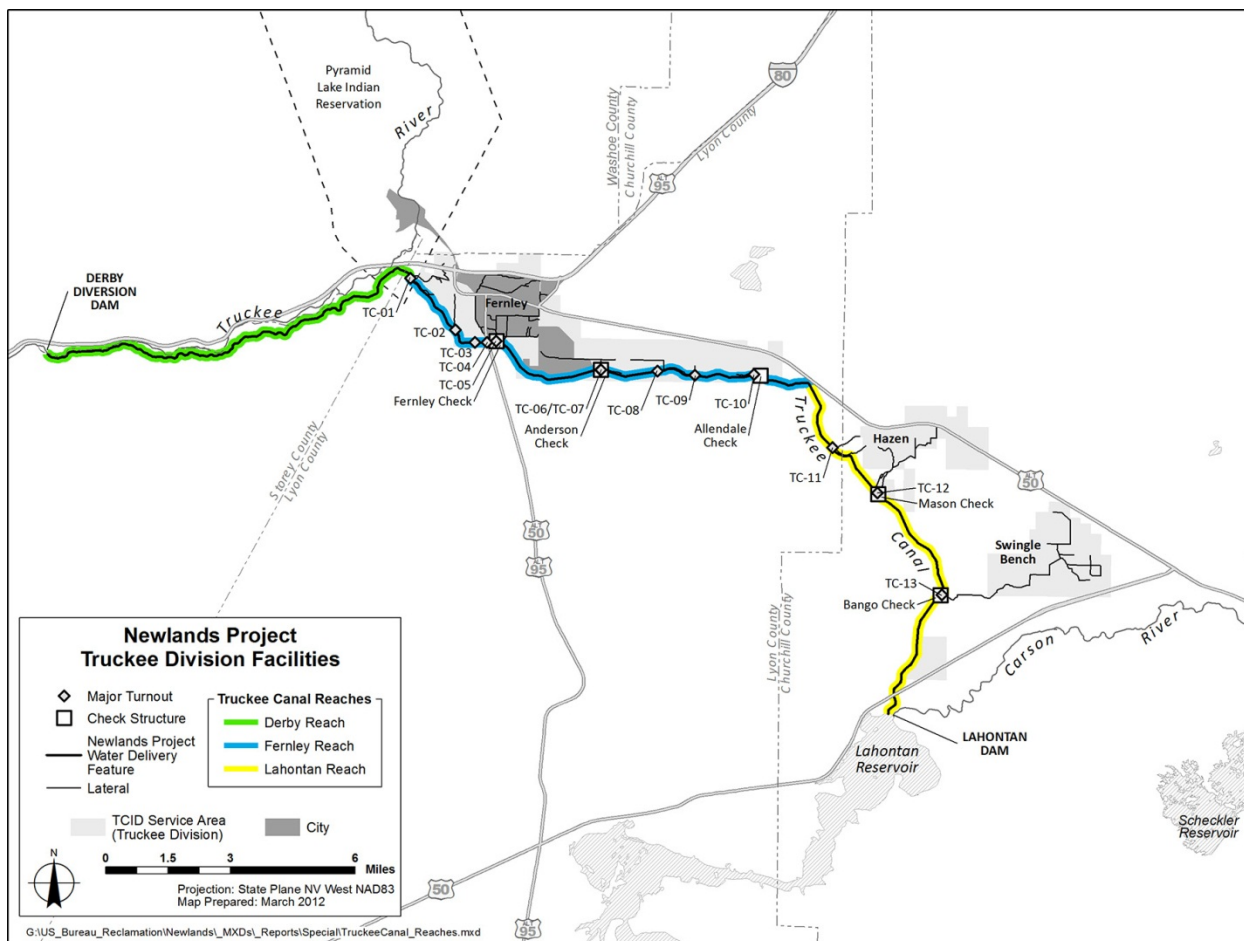 Pyramid
Lake Indian
Reservation
River
80
Washoe County
Churchill County
Lyon County
ALT
95
DERBY
DIVERSION
DAM
Truckee
TC-01
TC-02
TC-03
TC-04
TC-05
Fernley Check
Fernley
TC-06/TC-07
Anderson
Check
TC-08
TC-09
TC-10
Allendale
Check
Truckee
Canal
Storey County
Lyon County
TC-11
Hazen
TC-12
Mason Check
ALT
50
ALT
50
ALT
95
Swingle
Bench
TC-13
Bango Check
Lyon County
Churchill County
Carson
River
LAHONTAN
DAM
Lahontan
Reservoir
Scheckler
Reservoir
50
ALT
95
Newlands Project
Truckee Division Facilities
Major Turnout
Check Structure
Newlands Project
Water Delivery
Feature
Lateral
Truckee Canal Reaches
Derby Reach
Fernley Reach
Lahontan Reach
TCID Service Area
(Truckee Division)
City
N
0 1.5 3 6
Miles
Projection: State Plane NV West NAD83
Map Prepared: March 2012
G:\US_Bureau_Reclamation\Newlands\_MXDs\_Reports\Special\TruckeeCanal_Reaches.mxd